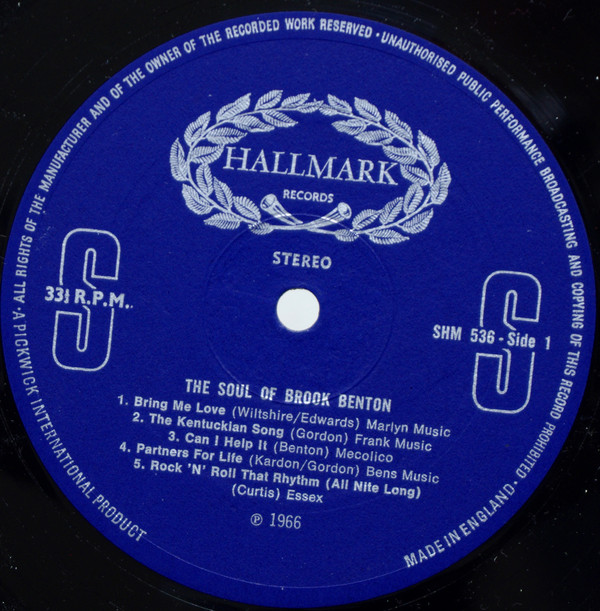 A PICKWICK INTERNATIONAL PRODUCT · ALL RIGHTS OF THE MANUFACTURER AND OF THE OWNER OF THE RECORDED WORK RESERVED · UNAUTHORISED PUBLIC PERFORMANCE BROADCASTING AND COPYING OF THIS RECORD PROHIBITED · MADE IN ENGLAND ·
HALLMARK
RECORDS
STEREO
S
33⅓ R.P.M.
S
SHM 536 - Side 1
THE SOUL OF BROOK BENTON
1. Bring Me Love (Wiltshire/Edwards) Marlyn Music
2. The Kentuckian Song (Gordon) Frank Music
3. Can I Help It (Benton) Mecolico
4. Partners For Life (Kardon/Gordon) Bens Music
5. Rock 'N' Roll That Rhythm (All Nite Long)
(Curtis) Essex
℗ 1966